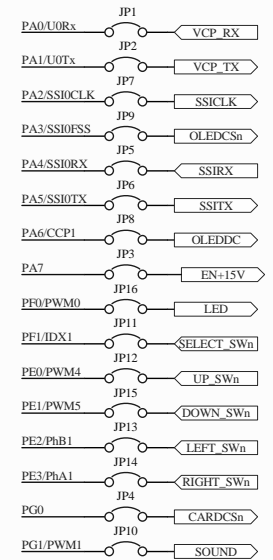 JP1
PA0/U0Rx VCP_RX
JP2
PA1/U0Tx VCP_TX
JP7
PA2/SSI0CLK SSICLK
JP9
PA3/SSI0FSS OLEDCSn
JP5
PA4/SSI0RX SSIRX
JP6
PA5/SSI0TX SSITX
JP8
PA6/CCP1 OLEDDC
JP3
PA7 EN+15V
JP16
PF0/PWM0 LED
JP11
PF1/IDX1 SELECT_SWn
JP12
PE0/PWM4 UP_SWn
JP15
PE1/PWM5 DOWN_SWn
JP13
PE2/PhB1 LEFT_SWn
JP14
PE3/PhA1 RIGHT_SWn
JP4
PG0 CARDCSn
JP10
PG1/PWM1 SOUND